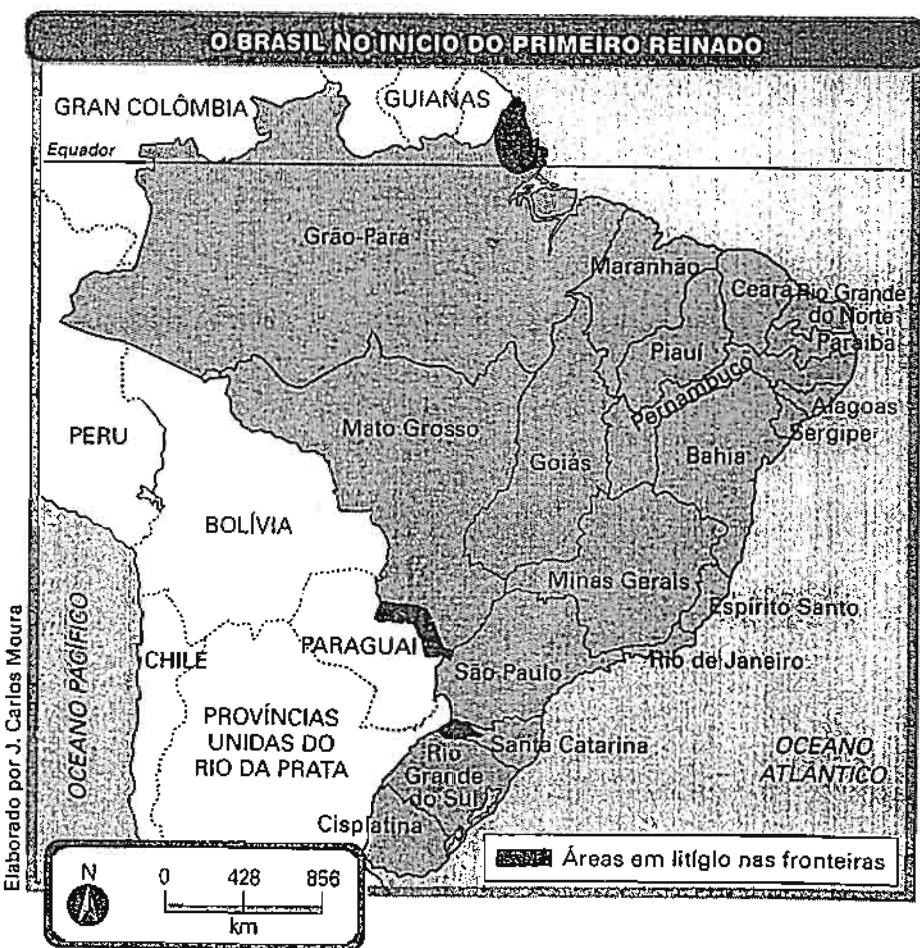 O BRASIL NO INÍCIO DO PRIMEIRO REINADO
GRAN COLÔMBIA
GUIANAS
Equador
Grão-Pará
Maranhão
Ceará
Rio Grande
do Norte
Paraíba
Piauí
Pernambuco
Alagoas
Sergipe
Bahia
Mato Grosso
Goiás
PERU
BOLÍVIA
Minas Gerais
Espírito Santo
Rio de Janeiro
São Paulo
PARAGUAI
CHILE
OCEANO PACÍFICO
PROVÍNCIAS
UNIDAS DO
RIO DA PRATA
Santa Catarina
Rio
Grande
do Sul
Cisplatina
OCEANO
ATLÂNTICO
Áreas em litígio nas fronteiras
N
0 428 856
km
Elaborado por J. Carlos Moura